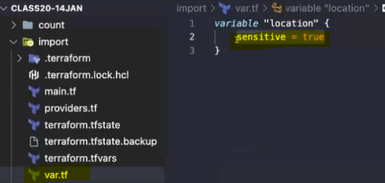 CLASS20-14JAN
count
import
.terraform
.terraform.lock.hcl
main.tf
providers.tf
terraform.tfstate
terraform.tfstate.backup
terraform.tfvars
var.tf
import > var.tf > variable "location" {
1 variable "location" {
2 sensitive = true
3 }